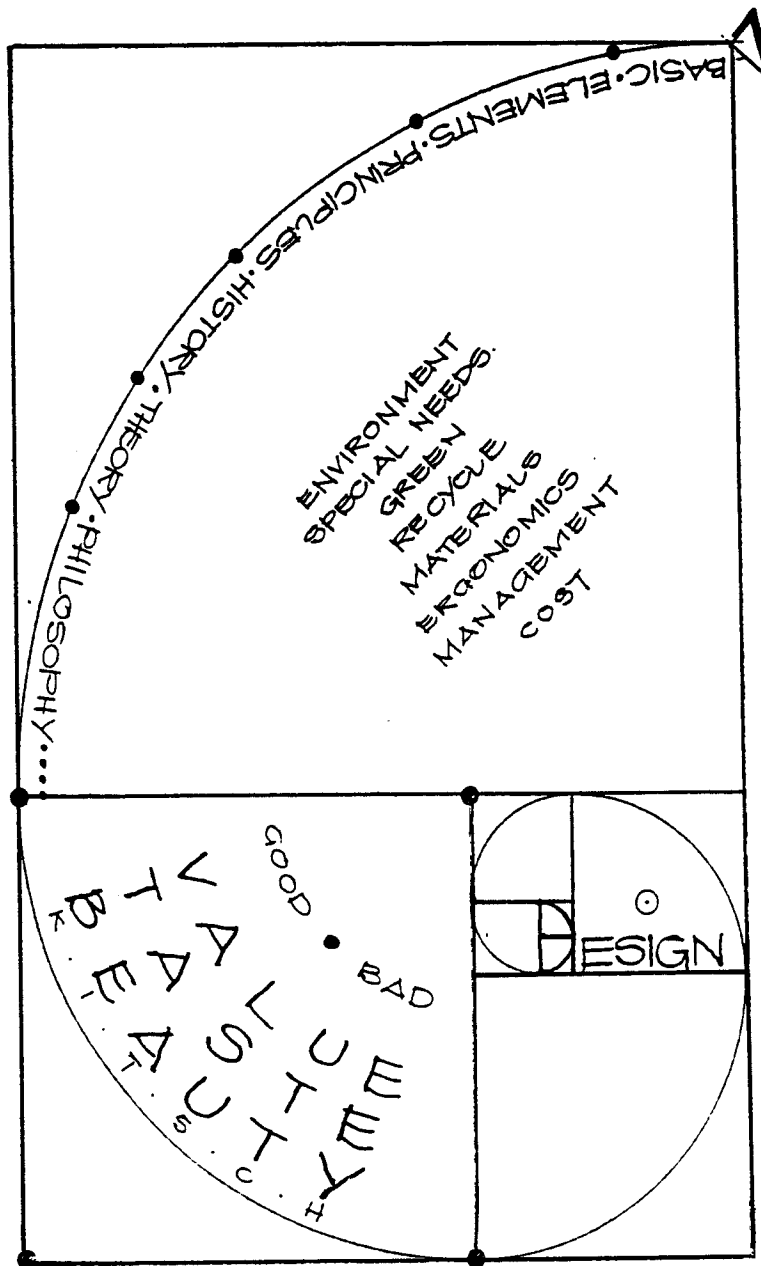 BASIC • ELEMENTS • PRINCIPLES • HISTORY • THEORY • PHILOSOPHY .....
ENVIRONMENT
SPECIAL NEEDS.
GREEN
RECYCLE
MATERIALS
ERGONOMICS
MANAGEMENT
COST
GOOD • BAD
VALUE
TASTE
BEAUTY
K.I.T.S.C.H
DESIGN